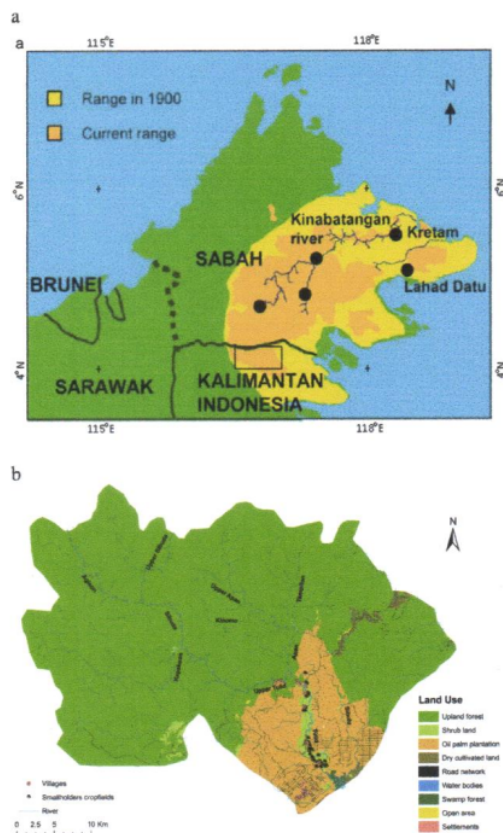 a
a
115°E
118°E
Range in 1900
Current range
N
6°N
6°N
Kinabatangan
river
Kretam
SABAH
Lahad Datu
BRUNEI
4°N
4°N
SARAWAK
KALIMANTAN
INDONESIA
115°E
118°E
b
N
Land Use
Upland forest
Shrub land
Oil palm plantation
Dry cultivated land
Road network
Water bodies
Swamp forest
Open area
Settlements
Villages
Smallholders cropfields
River
0 2.5 5 10 Km